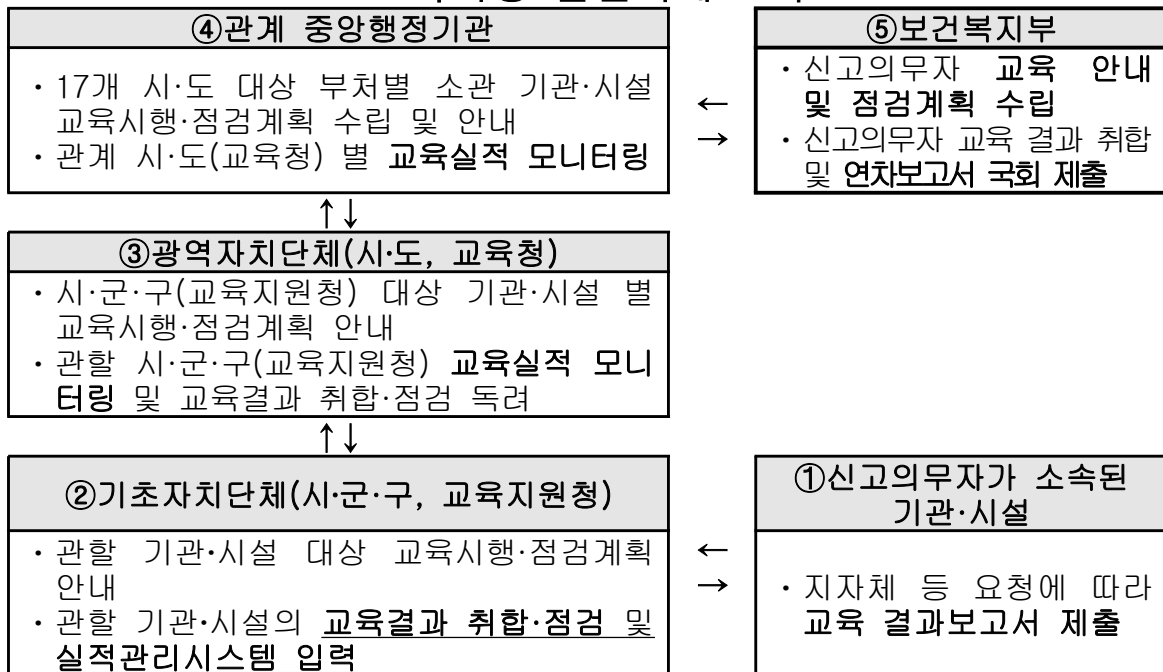 ④관계 중앙행정기관
· 17개 시·도 대상 부처별 소관 기관·시설
교육시행·점검계획 수립 및 안내
· 관계 시·도(교육청) 별 교육실적 모니터링
←
→
⑤보건복지부
· 신고의무자 교육 안내
및 점검계획 수립
· 신고의무자 교육 결과 취합
및 연차보고서 국회 제출
↑↓
③광역자치단체(시·도, 교육청)
· 시·군·구(교육지원청) 대상 기관·시설 별
교육시행·점검계획 안내
· 관할 시·군·구(교육지원청) 교육실적 모니
터링 및 교육결과 취합·점검 독려
↑↓
②기초자치단체(시·군·구, 교육지원청)
· 관할 기관·시설 대상 교육시행·점검계획
안내
· 관할 기관·시설의 교육결과 취합·점검 및
실적관리시스템 입력
←
→
①신고의무자가 소속된
기관·시설
· 지자체 등 요청에 따라
교육 결과보고서 제출